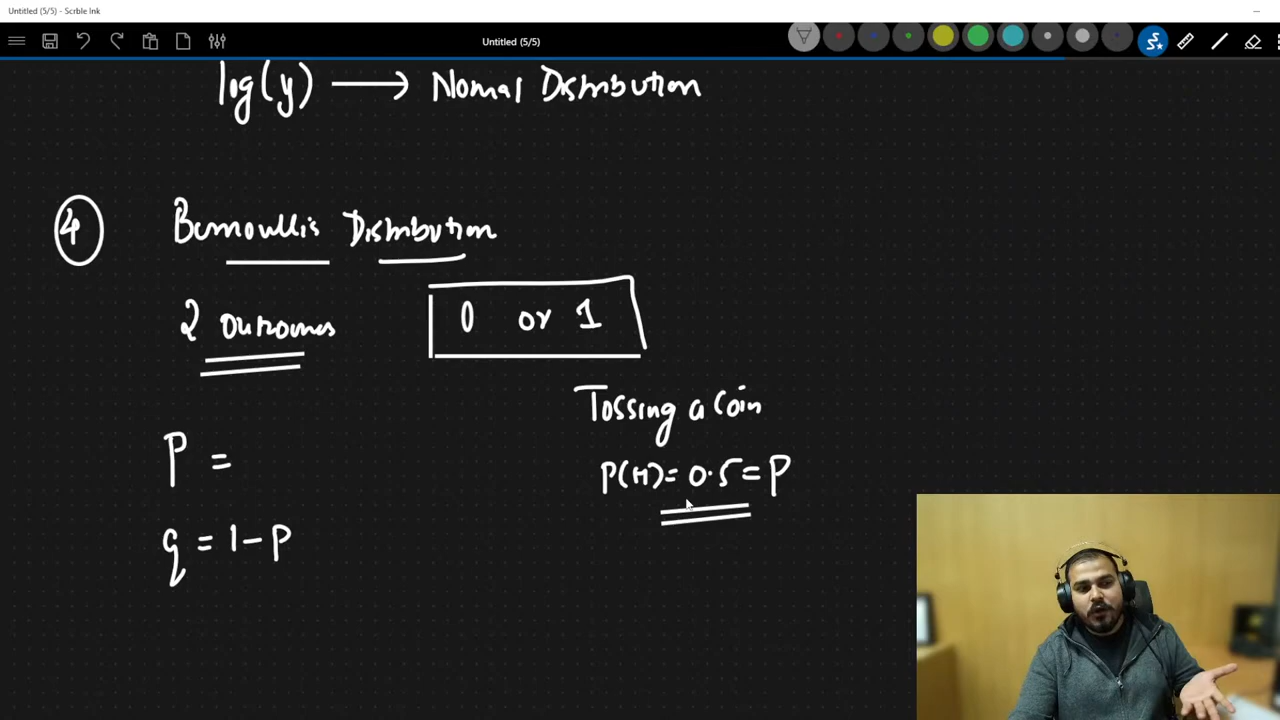 Untitled (5/5) - Scrble Ink
Untitled (5/5)
log(y) ⟶ Normal Distribution
4 Bernoullis Distribution
2 outcomes 0 or 1
Tossing a Coin
P =
P(H) = 0.5 = P
q = 1 - P